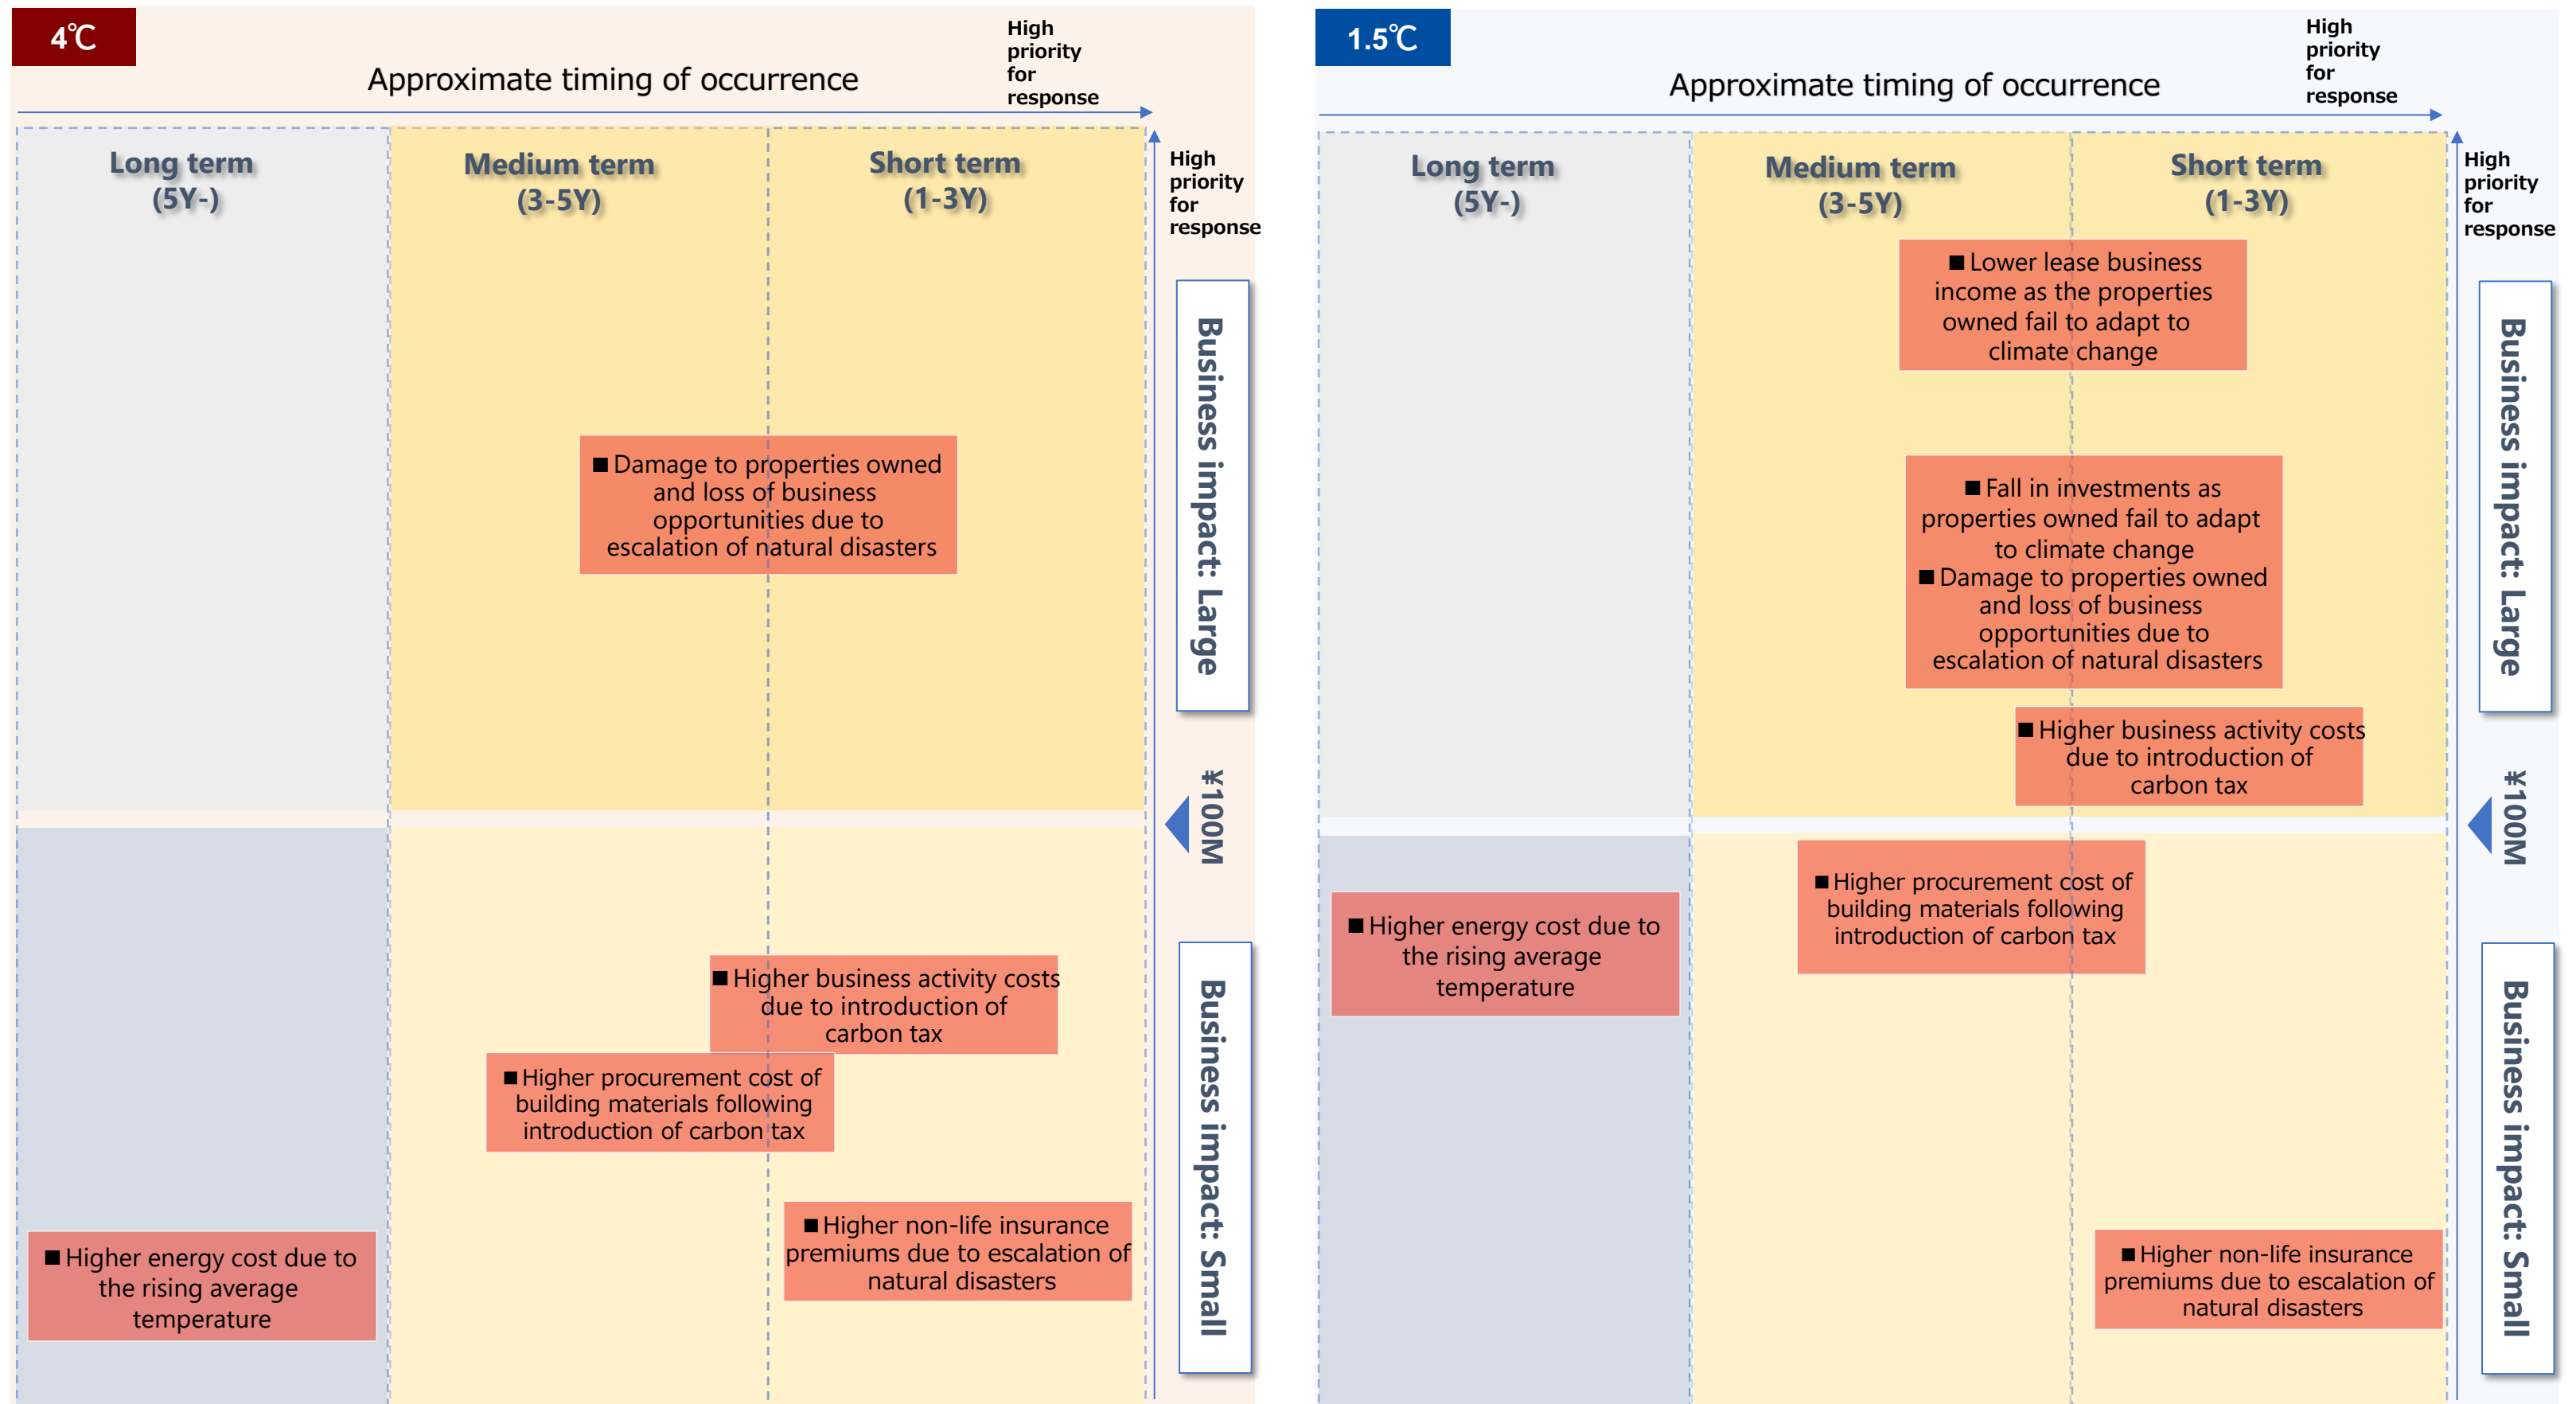 4℃
High
priority
for
response
Approximate timing of occurrence
High
priority
for
response
Long term
(5Y-)
Medium term
(3-5Y)
Short term
(1-3Y)
■ Damage to properties owned
and loss of business
opportunities due to
escalation of natural disasters
Business impact: Large
¥100M
■ Higher business activity costs
due to introduction of
carbon tax
■ Higher procurement cost of
building materials following
introduction of carbon tax
■ Higher non-life insurance
premiums due to escalation of
natural disasters
■ Higher energy cost due to
the rising average
temperature
Business impact: Small
1.5℃
High
priority
for
response
Approximate timing of occurrence
High
priority
for
response
Long term
(5Y-)
Medium term
(3-5Y)
Short term
(1-3Y)
■ Lower lease business
income as the properties
owned fail to adapt to
climate change
■ Fall in investments as
properties owned fail to adapt
to climate change
■ Damage to properties owned
and loss of business
opportunities due to
escalation of natural disasters
■ Higher business activity costs
due to introduction of
carbon tax
Business impact: Large
¥100M
■ Higher procurement cost of
building materials following
introduction of carbon tax
■ Higher energy cost due to
the rising average
temperature
■ Higher non-life insurance
premiums due to escalation of
natural disasters
Business impact: Small